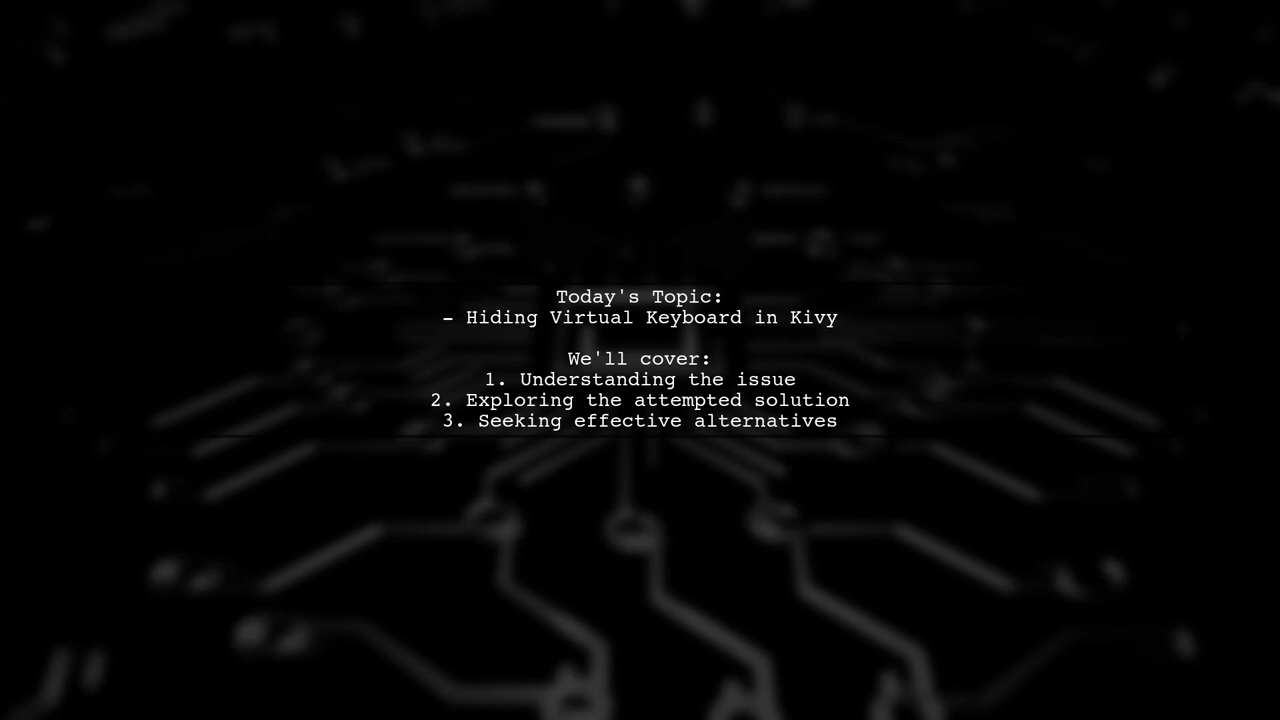 Today's Topic:
- Hiding Virtual Keyboard in Kivy
We'll cover:
1. Understanding the issue
2. Exploring the attempted solution
3. Seeking effective alternatives